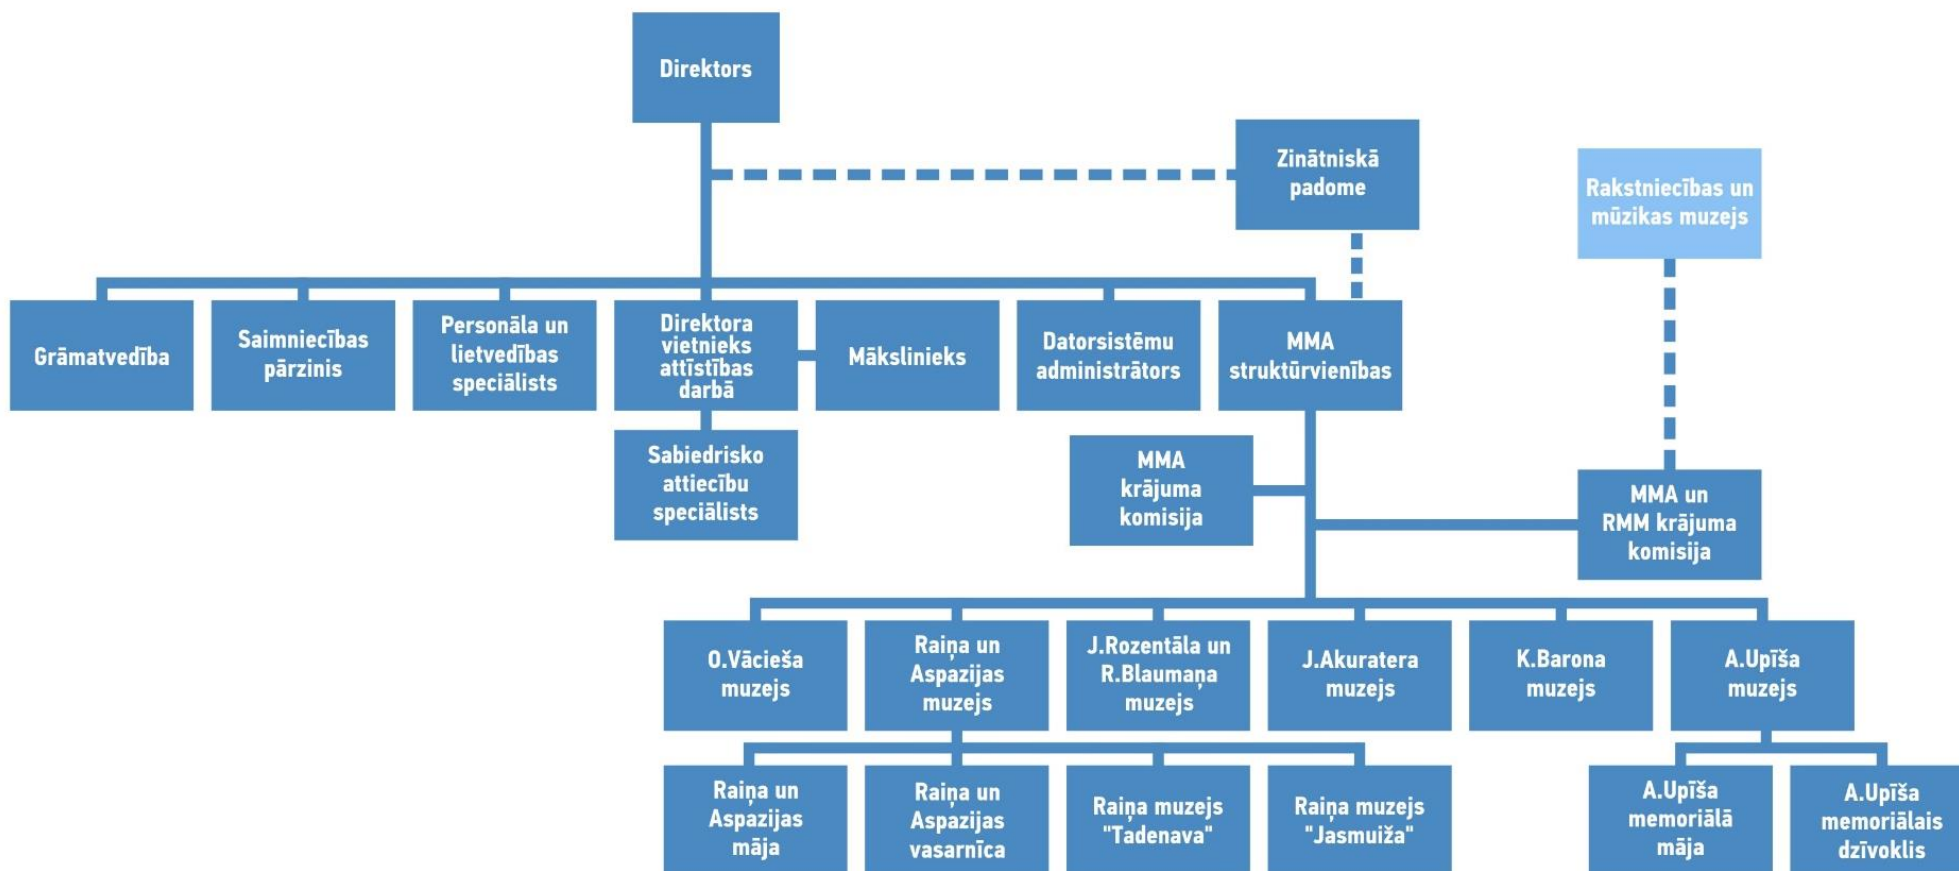 Direktors
Zinātniskā
padome
Rakstniecības un
mūzikas muzejs
Grāmatvedība
Saimniecības
pārzinis
Personāla un
lietvedības
speciālists
Direktora
vietnieks
attīstības
darbā
Mākslinieks
Datorsistēmu
administrātors
MMA
struktūrvienības
Sabiedrisko
attiecību
speciālists
MMA
krājuma
komisija
MMA un
RMM krājuma
komisija
O.Vācieša
muzejs
Raiņa un
Aspazijas
muzejs
J.Rozentāla un
R.Blaumaņa
muzejs
J.Akuratera
muzejs
K.Barona
muzejs
A.Upīša
muzejs
Raiņa un
Aspazijas
māja
Raiņa un
Aspazijas
vasarnīca
Raiņa muzejs
"Tadenava"
Raiņa muzejs
"Jasmuiža"
A.Upīša
memoriālā
māja
A.Upīša
memoriālais
dzīvoklis